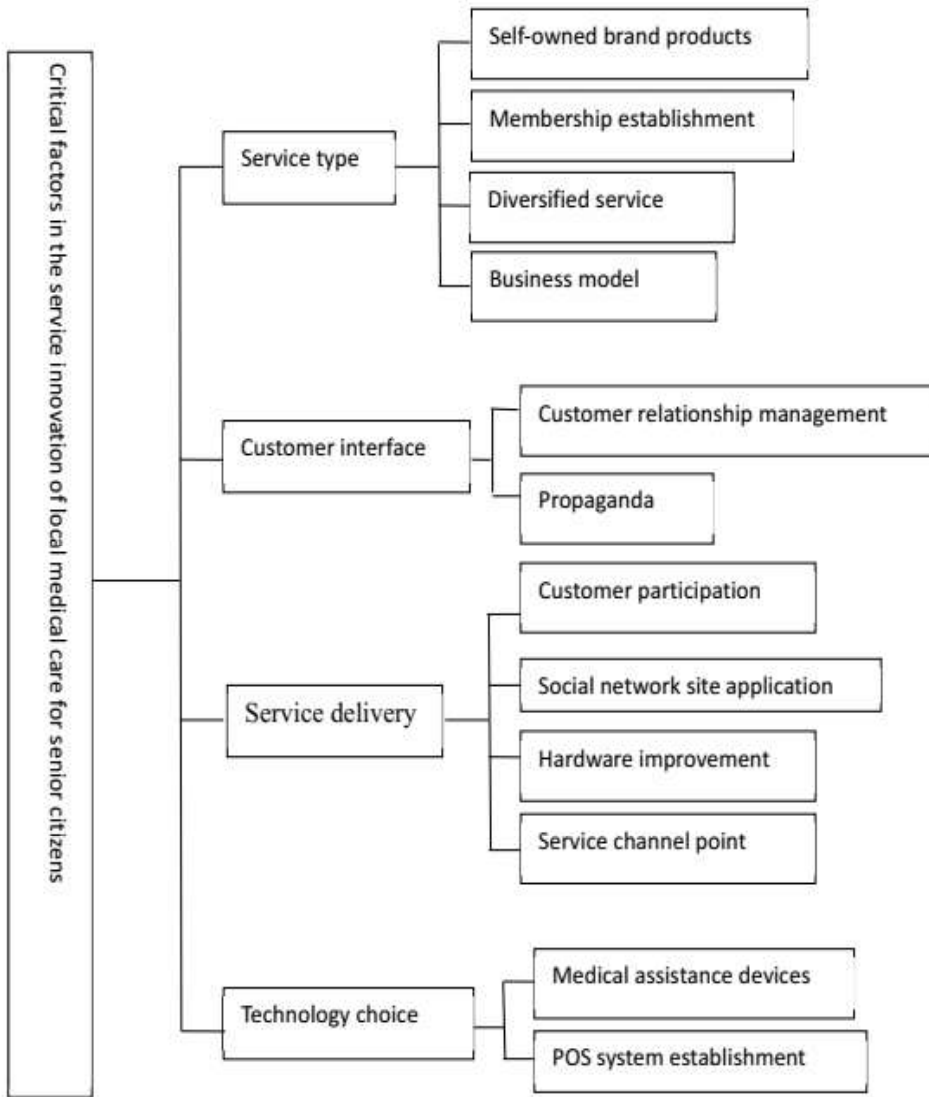 Critical factors in the service innovation of local medical care for senior citizens
Service type
Self-owned brand products
Membership establishment
Diversified service
Business model
Customer interface
Customer relationship management
Propaganda
Service delivery
Customer participation
Social network site application
Hardware improvement
Service channel point
Technology choice
Medical assistance devices
POS system establishment